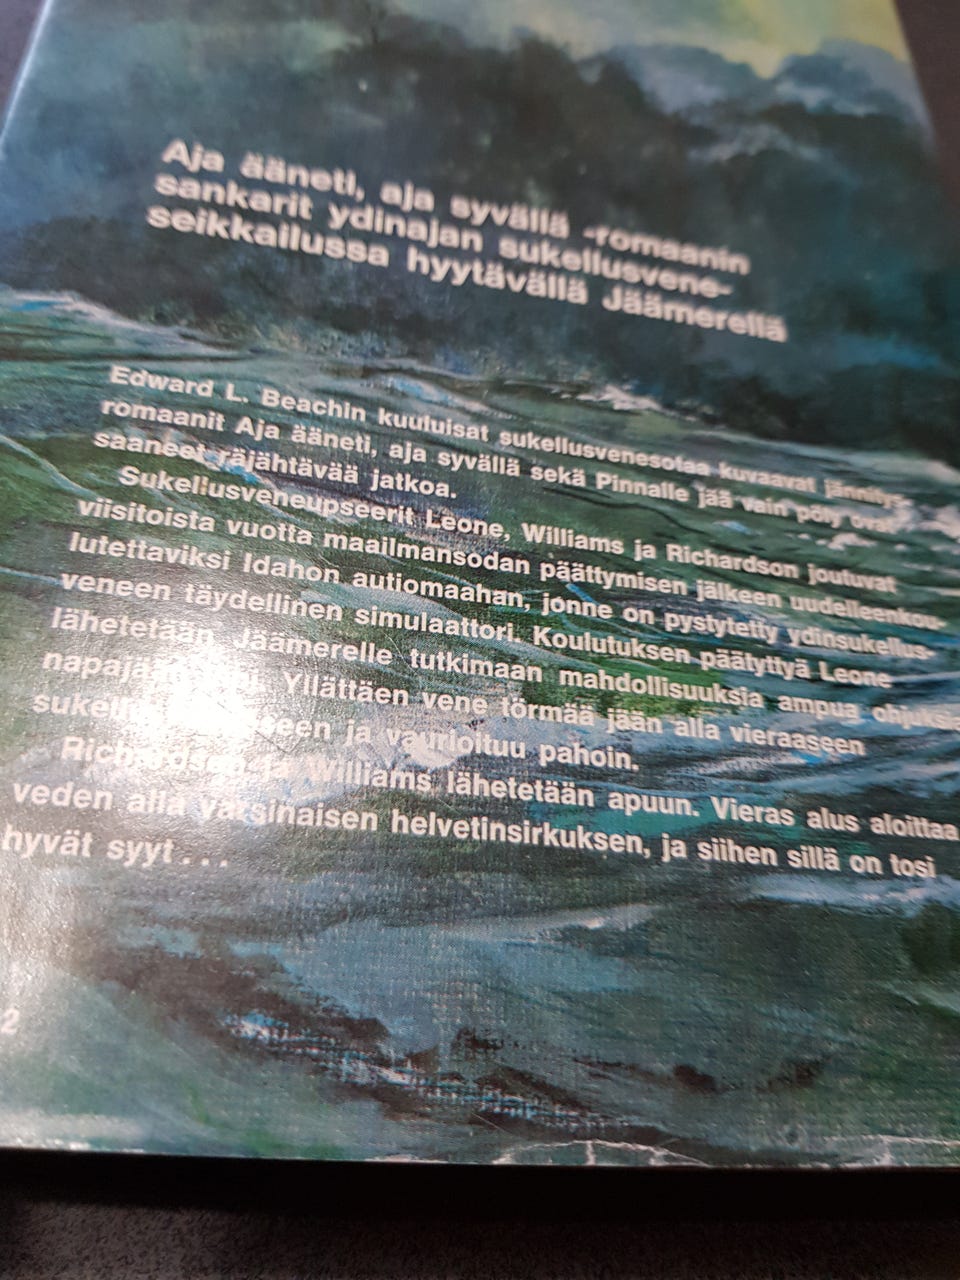 Aja ääneti, aja syvällä -romaanin
sankarit ydinajan sukellusvene-
seikkailussa hyytävällä Jäämerellä
Edward L. Beachin kuuluisat sukellusvenesotaa kuvaavat jännitys-
romaanit Aja ääneti, aja syvällä sekä Pinnalle jää vain pöly ovat
saaneet räjähtävää jatkoa.
Sukellusveneupseerit Leone, Williams ja Richardson joutuvat
viisitoista vuotta maailmansodan päättymisen jälkeen uudelleenkou-
lutettaviksi Idahon autiomaahan, jonne on pystytetty ydinsukellus-
veneen täydellinen simulaattori. Koulutuksen päätyttyä Leone
lähetetään Jäämerelle tutkimaan mahdollisuuksia ampua ohjuksia
Yllättäen vene törmää jään alla vieraaseen
ja vaurioituu pahoin.
Richardson ja Williams lähetetään apuun. Vieras alus aloittaa
veden alla varsinaisen helvetinsirkuksen, ja siihen sillä on tosi
hyvät syyt...
2